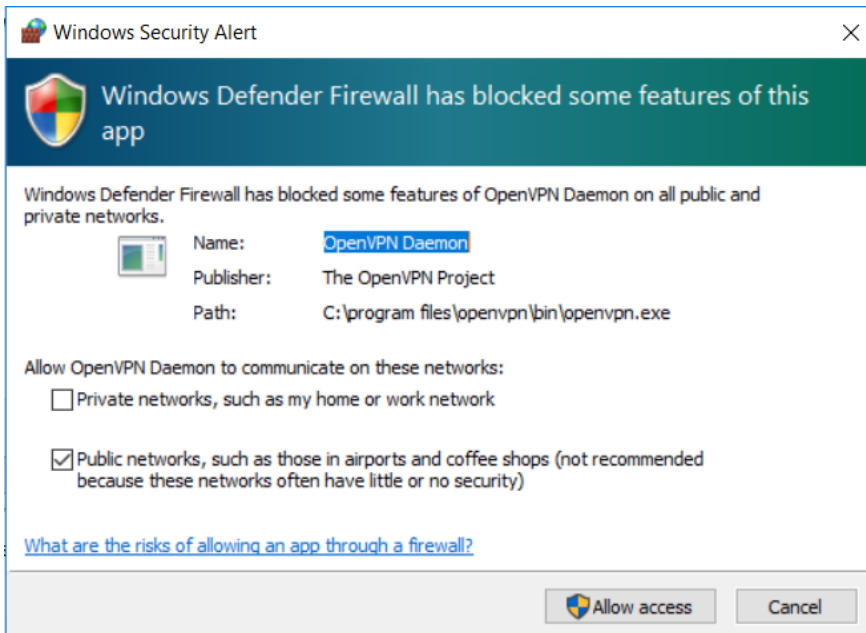 Windows Security Alert
Windows Defender Firewall has blocked some features of this
app
Windows Defender Firewall has blocked some features of OpenVPN Daemon on all public and
private networks.
Name: OpenVPN Daemon
Publisher: The OpenVPN Project
Path: C:\program files\openvpn\bin\openvpn.exe
Allow OpenVPN Daemon to communicate on these networks:
Private networks, such as my home or work network
Public networks, such as those in airports and coffee shops (not recommended
because these networks often have little or no security)
What are the risks of allowing an app through a firewall?
Allow access Cancel